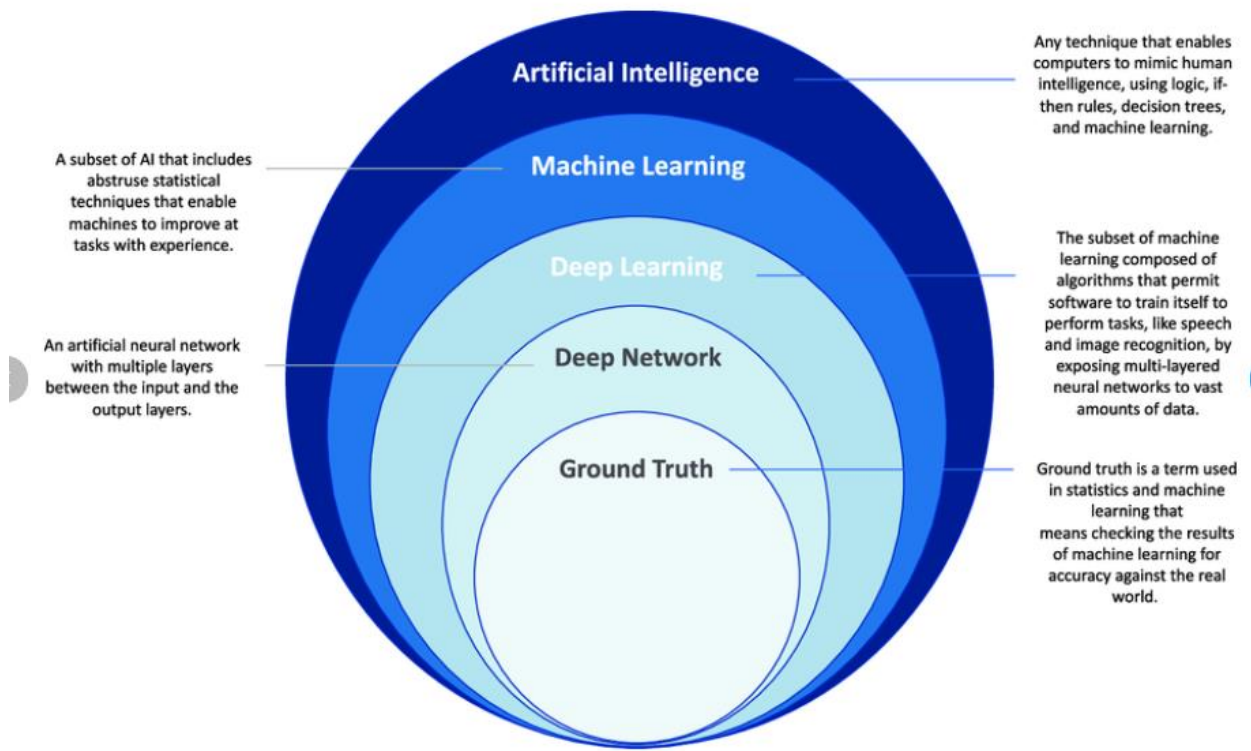 Artificial Intelligence
Any technique that enables
computers to mimic human
intelligence, using logic, if-
then rules, decision trees,
and machine learning.
A subset of AI that includes
abstruse statistical
techniques that enable
machines to improve at
tasks with experience.
Machine Learning
Deep Learning
The subset of machine
learning composed of
algorithms that permit
software to train itself to
perform tasks, like speech
and image recognition, by
exposing multi-layered
neural networks to vast
amounts of data.
An artificial neural network
with multiple layers
between the input and the
output layers.
Deep Network
Ground Truth
Ground truth is a term used
in statistics and machine
learning that
means checking the results
of machine learning for
accuracy against the real
world.